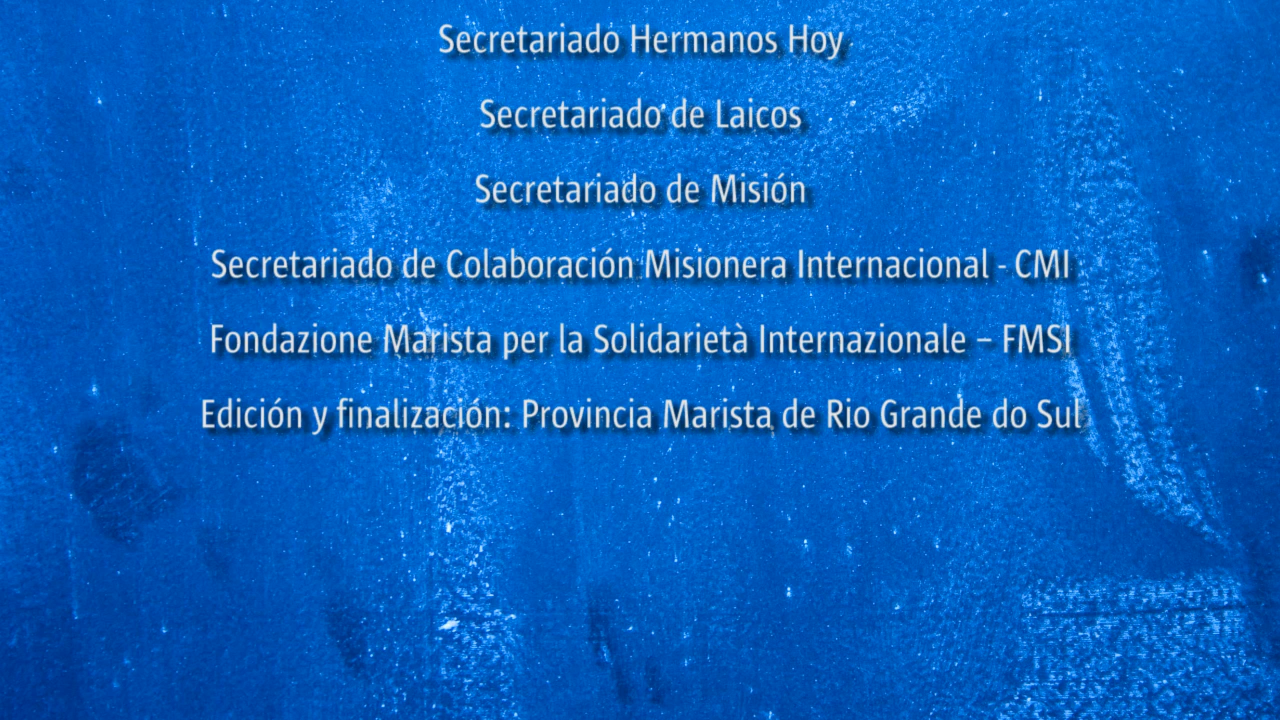 Secretariado Hermanos Hoy
Secretariado de Laicos
Secretariado de Misión
Secretariado de Colaboración Misionera Internacional - CMI
Fondazione Marista per la Solidarietà Internazionale – FMSI
Edición y finalización: Provincia Marista de Rio Grande do Sul